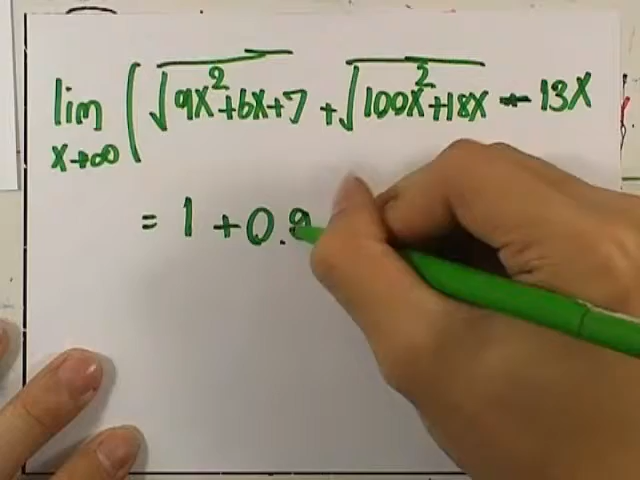 lim ( √9x²+6x+7 + √100x²+18x - 13x
x→∞
= 1 + 0.9